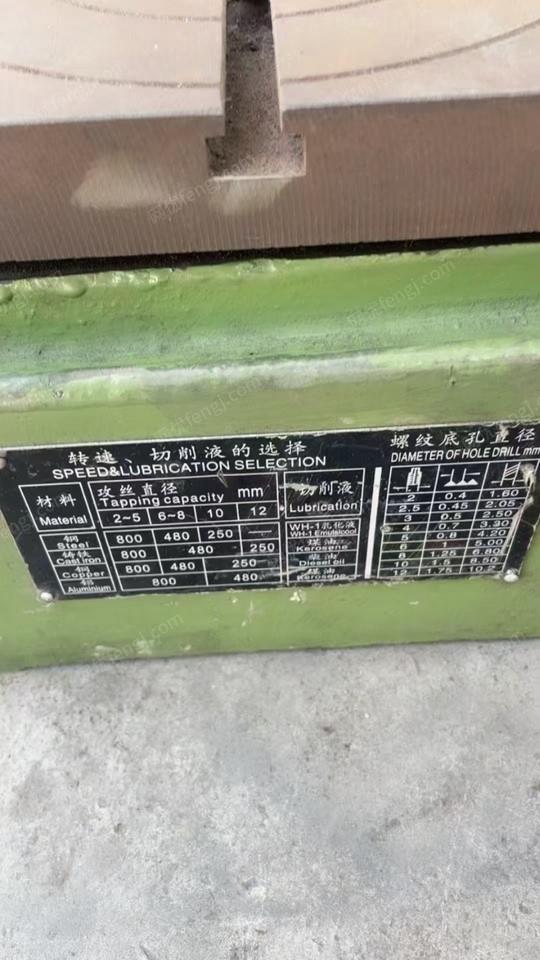 转速、切削液的选择
SPEED&LUBRICATION SELECTION
材料
Material
攻丝直径 mm
Tapping capacity
2~5 6~8 10 12
切削液
Lubrication
钢
Steel
800 480 250 —
WH-1乳化液
WH-1 Emulsicol
铸铁
Cast iron
800 480 250
煤油
Kerosene
铜
Copper
800 480 250
柴油
Diesel oil
铝
Aluminium
800 480
煤油
Kerosene
螺纹底孔直径
DIAMETER OF HOLE DRILL mm
2 0.4 1.60
2.5 0.45 2.05
3 0.5 2.50
4 0.7 3.30
5 0.8 4.20
6 5.00
8 1.25 6.80
10 1.5 8.50
12 1.75 10.2